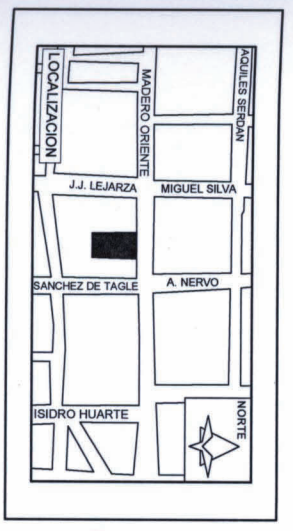 LOCALIZACION
MADERO ORIENTE
AQUILES SERDAN
J.J. LEJARZA
MIGUEL SILVA
SANCHEZ DE TAGLE
A. NERVO
ISIDRO HUARTE
NORTE